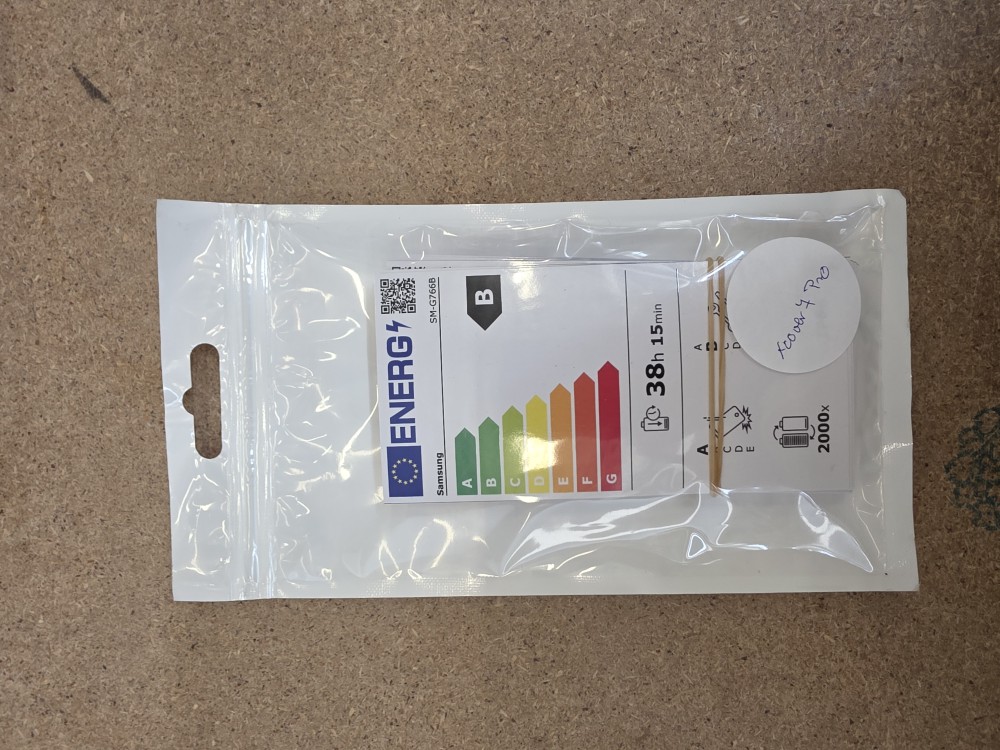 ENERG
Samsung
SM-G766B
A
B
B
C
D
E
F
G
38h 15min
A
C
D
E
A
B
C
D
2000x
Xcover 7 Pro